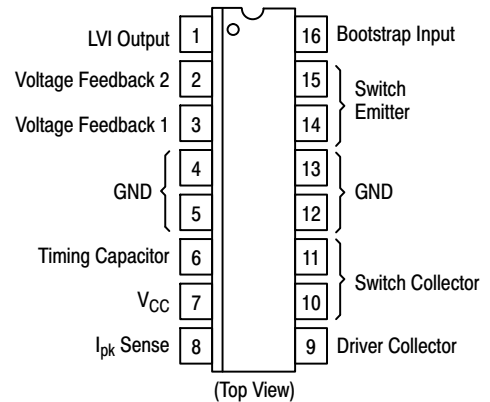 LVI Output 1 16 Bootstrap Input
Voltage Feedback 2 2 15 Switch
Emitter
Voltage Feedback 1 3 14
GND 4 13 GND
5 12
Timing Capacitor 6 11 Switch Collector
VCC 7 10
Ipk Sense 8 9 Driver Collector
(Top View)